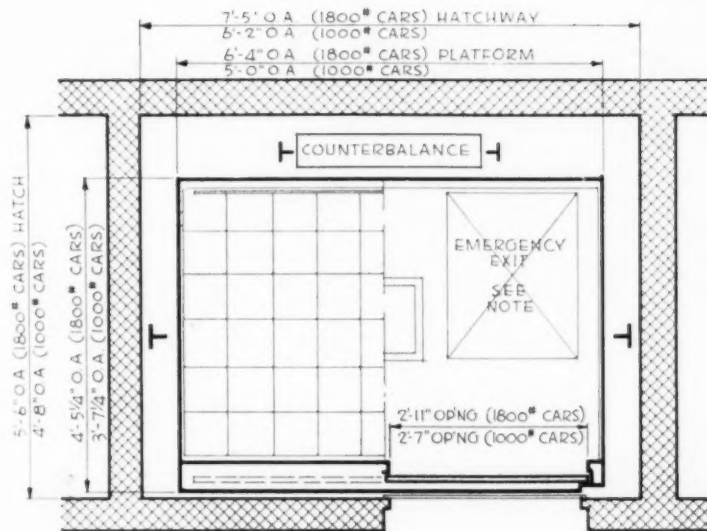 7'-5" O.A. (1800# CARS) HATCHWAY
6'-2" O.A. (1000# CARS)
6'-4" O.A. (1800# CARS) PLATFORM
5'-0" O.A. (1000# CARS)
COUNTERBALANCE
EMERGENCY
EXIT
SEE
NOTE
5'-6" O.A. (1800# CARS) HATCH
4'-8" O.A. (1000# CARS)
4'-5¼" O.A. (1800# CARS)
3'-7¼" O.A. (1000# CARS)
2'-11" OP'NG (1800# CARS)
2'-7" OP'NG (1000# CARS)